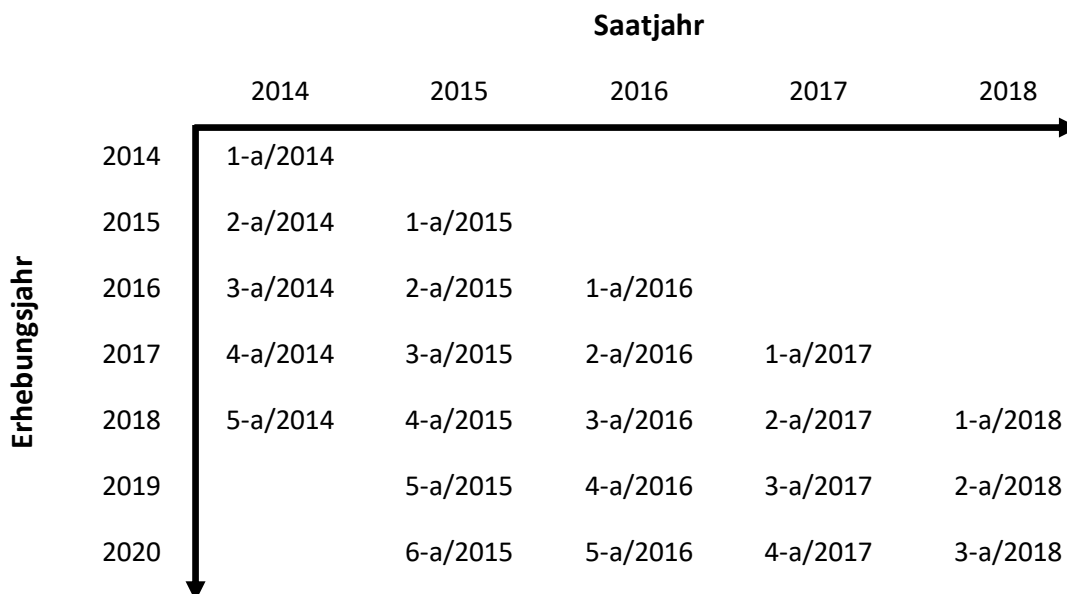 Saatjahr
2014 2015 2016 2017 2018
Erhebungsjahr
2014 1-a/2014
2015 2-a/2014 1-a/2015
2016 3-a/2014 2-a/2015 1-a/2016
2017 4-a/2014 3-a/2015 2-a/2016 1-a/2017
2018 5-a/2014 4-a/2015 3-a/2016 2-a/2017 1-a/2018
2019 5-a/2015 4-a/2016 3-a/2017 2-a/2018
2020 6-a/2015 5-a/2016 4-a/2017 3-a/2018